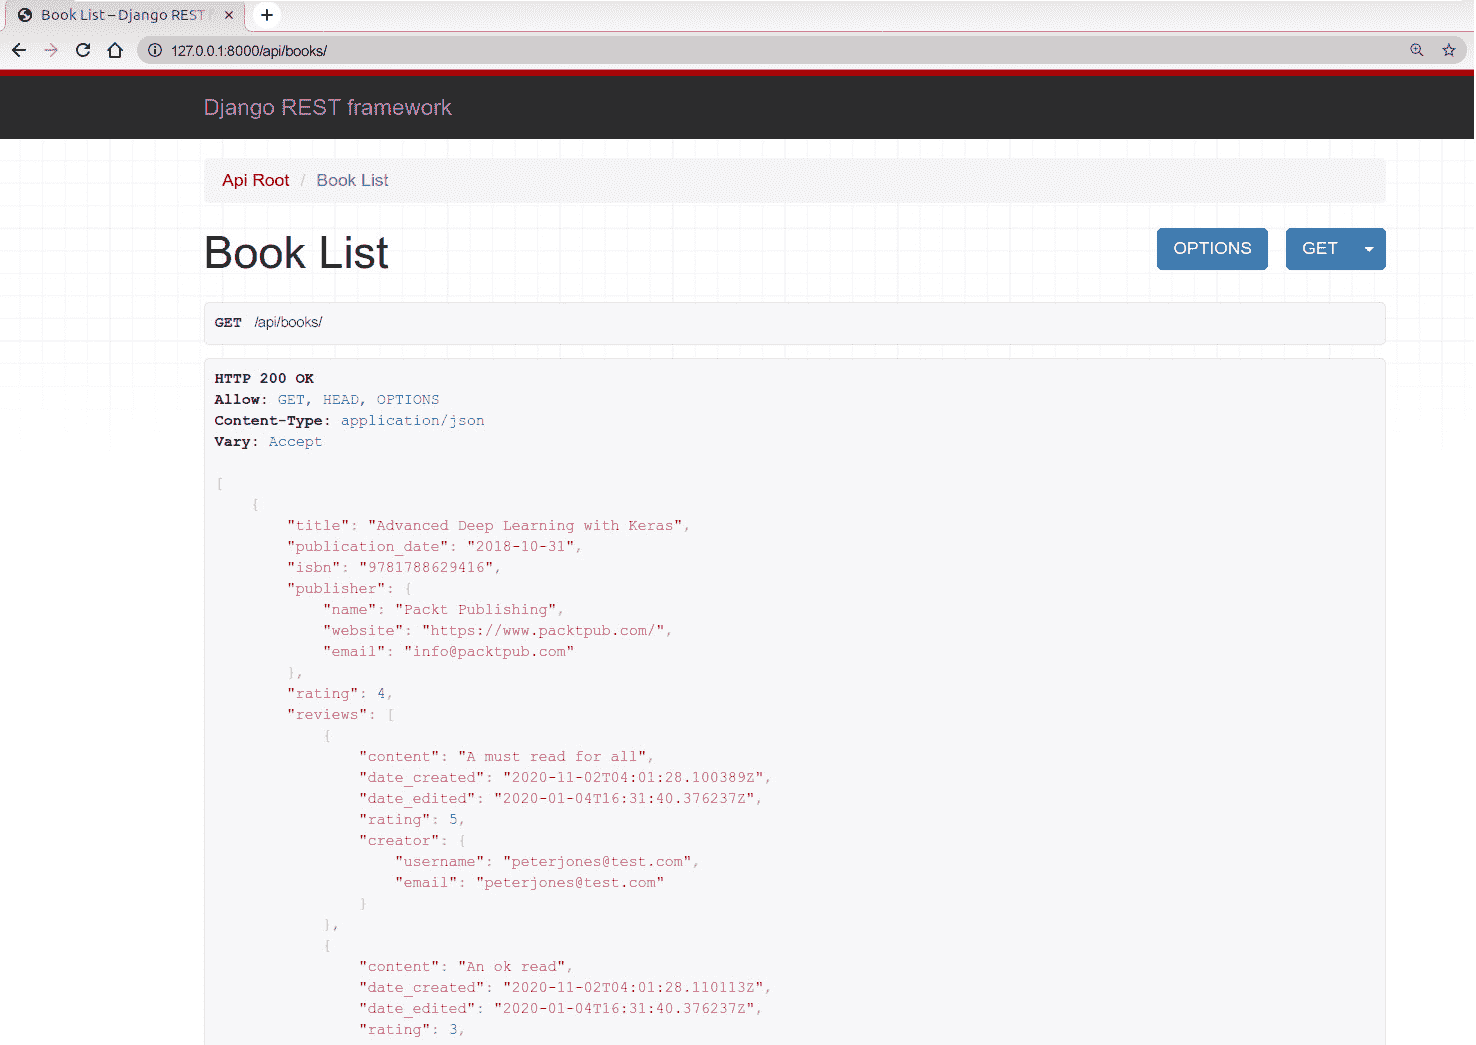 Book List – Django REST F
127.0.0.1:8000/api/books/
Django REST framework
Api Root / Book List
Book List
OPTIONS
GET
GET /api/books/
HTTP 200 OK
Allow: GET, HEAD, OPTIONS
Content-Type: application/json
Vary: Accept
[
    {
        "title": "Advanced Deep Learning with Keras",
        "publication_date": "2018-10-31",
        "isbn": "9781788629416",
        "publisher": {
            "name": "Packt Publishing",
            "website": "https://www.packtpub.com/",
            "email": "info@packtpub.com"
        },
        "rating": 4,
        "reviews": [
            {
                "content": "A must read for all",
                "date_created": "2020-11-02T04:01:28.100389Z",
                "date_edited": "2020-01-04T16:31:40.376237Z",
                "rating": 5,
                "creator": {
                    "username": "peterjones@test.com",
                    "email": "peterjones@test.com"
                }
            },
            {
                "content": "An ok read",
                "date_created": "2020-11-02T04:01:28.110113Z",
                "date_edited": "2020-01-04T16:31:40.376237Z",
                "rating": 3,